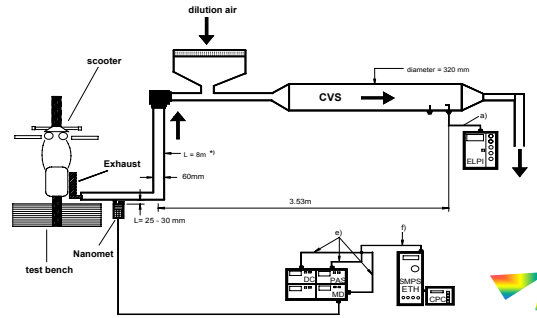 dilution air
scooter
diameter = 320 mm
CVS
a)
ELPI
L = 8m *)
Exhaust
60mm
3.53m
L= 25 - 30 mm
Nanomet
test bench
e)
f)
DC
PAS
MD
SMPS
ETH
CPC